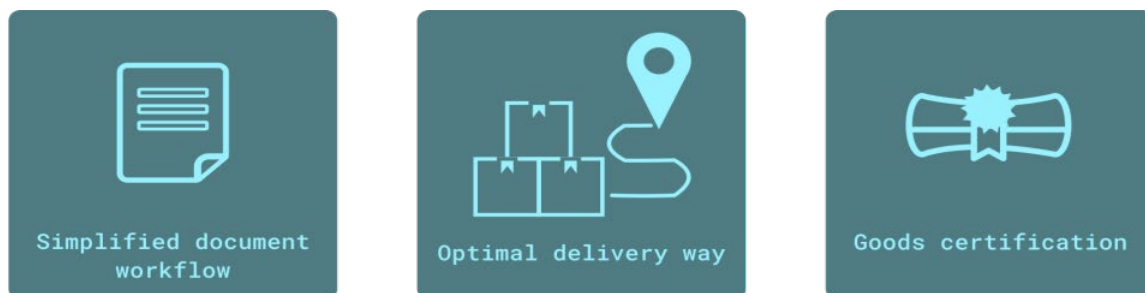 Simplified document
workflow
Optimal delivery way
Goods certification